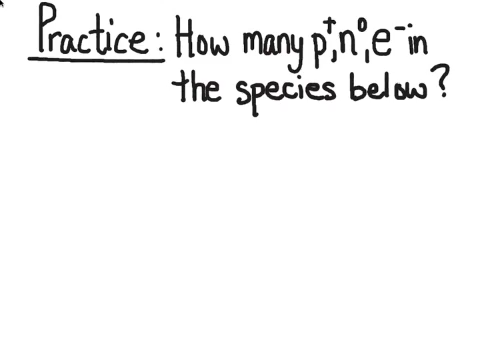 Practice: How many p⁺, n⁰, e⁻ in
the species below?